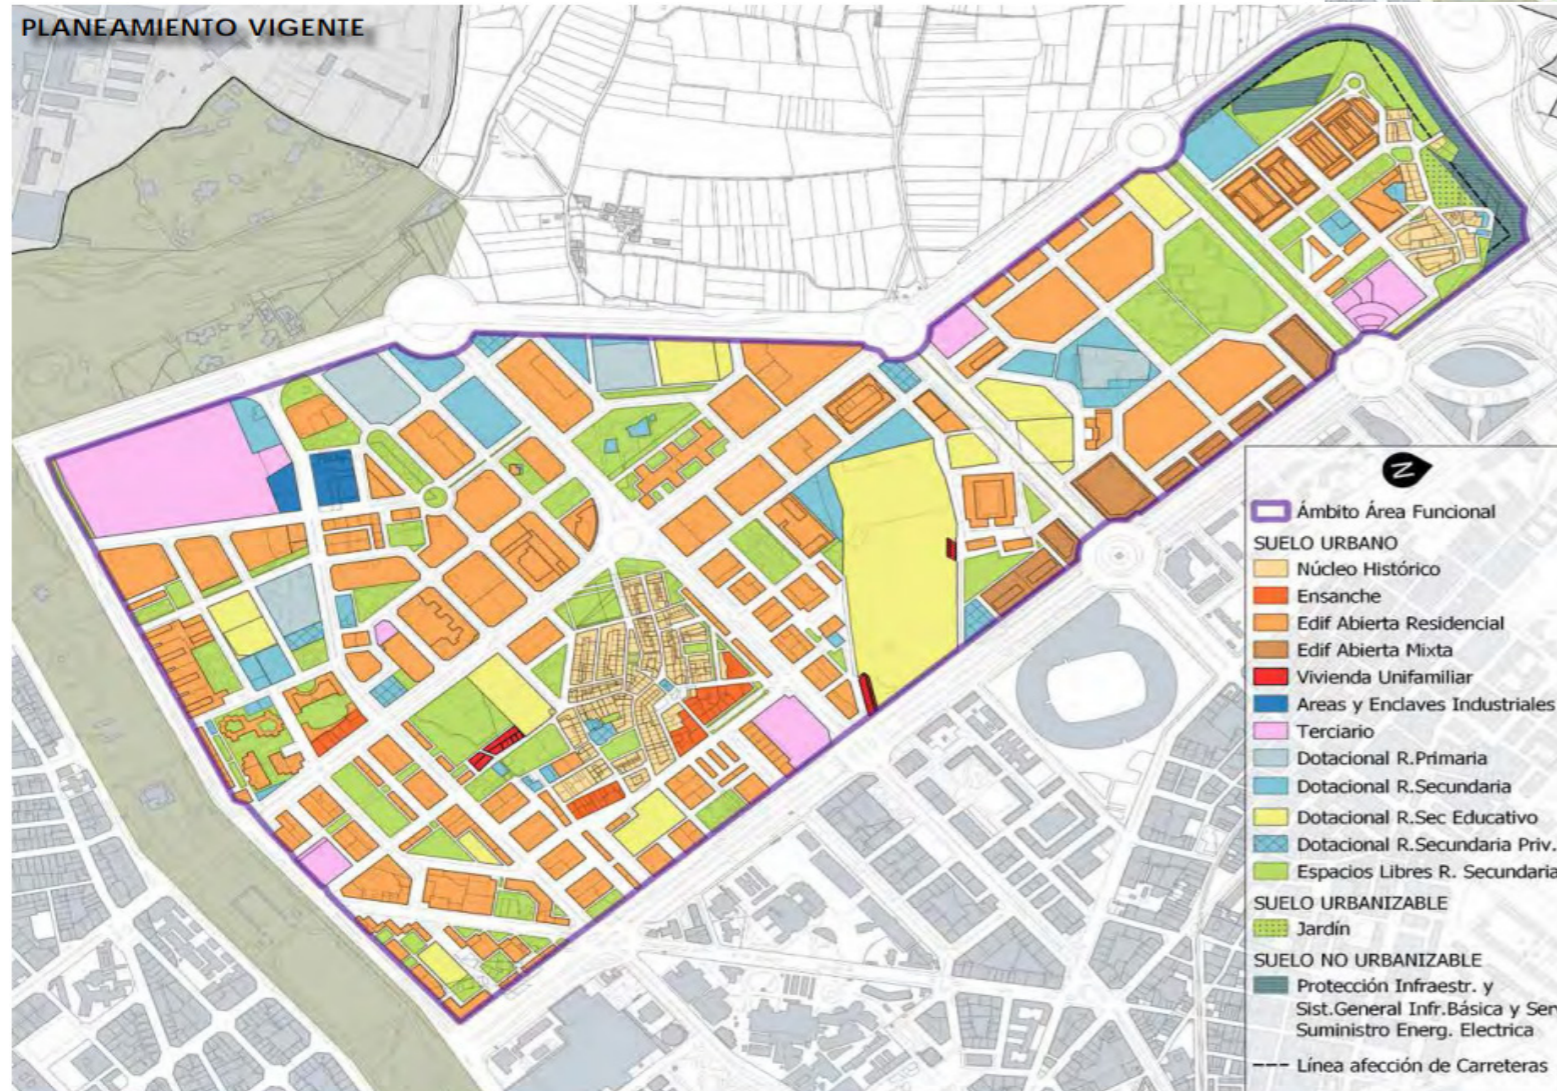 PLANEAMIENTO VIGENTE
N
Ámbito Área Funcional
SUELO URBANO
Núcleo Histórico
Ensanche
Edif Abierta Residencial
Edif Abierta Mixta
Vivienda Unifamiliar
Areas y Enclaves Industriales
Terciario
Dotacional R.Primaria
Dotacional R.Secundaria
Dotacional R.Sec Educativo
Dotacional R.Secundaria Priv.
Espacios Libres R. Secundaria
SUELO URBANIZABLE
Jardín
SUELO NO URBANIZABLE
Protección Infraestr. y
Sist.General Infr.Básica y Serv
Suministro Energ. Electrica
Línea afección de Carreteras